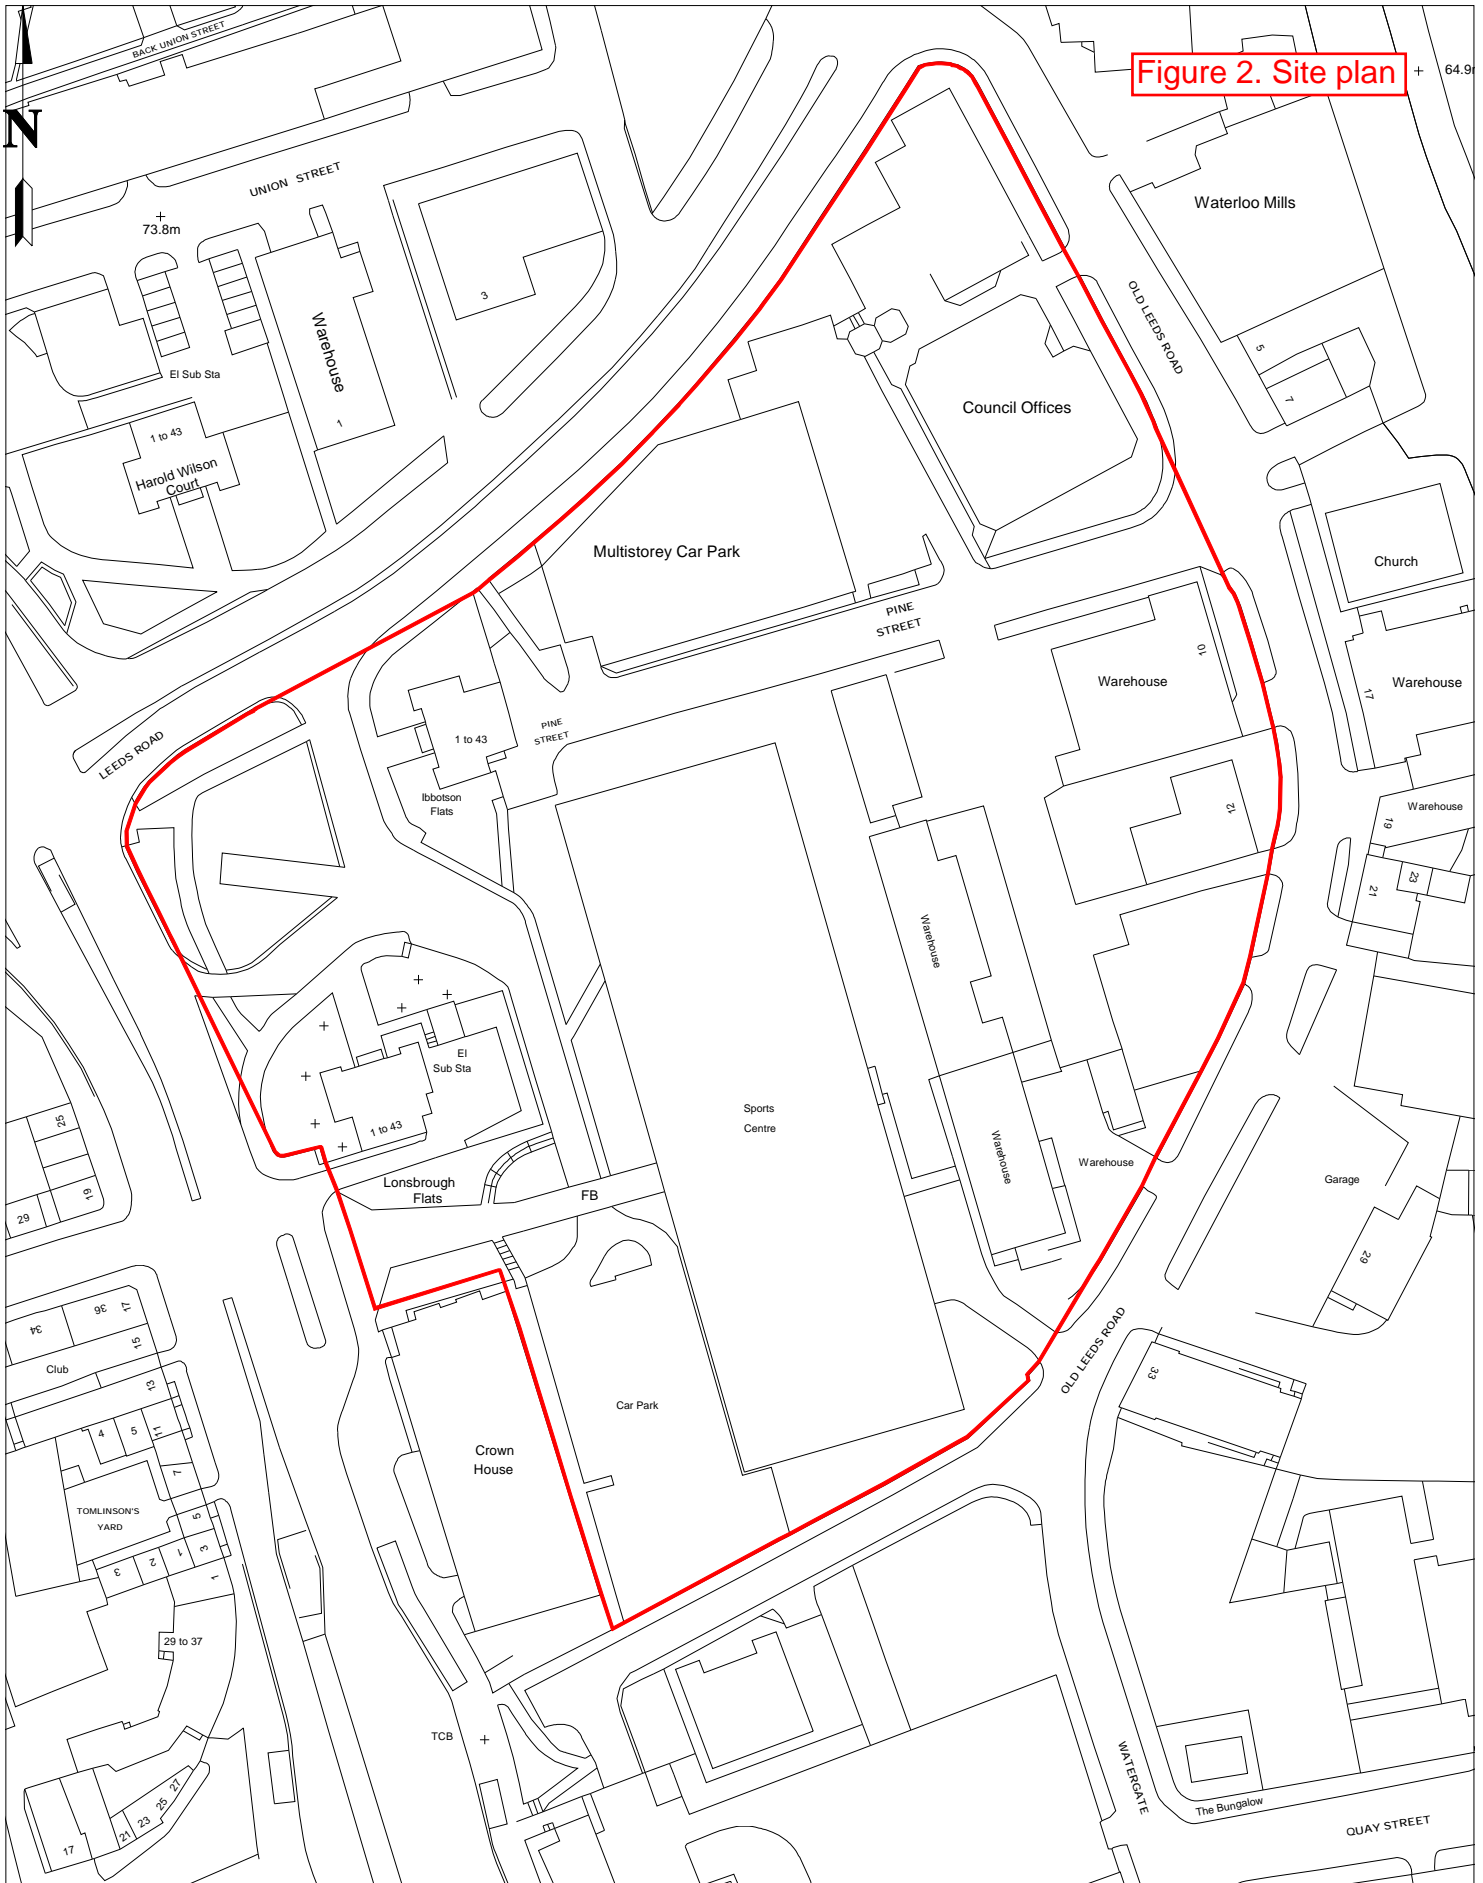 BACK UNION STREET
Figure 2. Site plan
64.9m
N
UNION STREET
73.8m
Waterloo Mills
3
Warehouse
1
OLD LEEDS ROAD
El Sub Sta
5
7
1 to 43
Harold Wilson
Court
Council Offices
Multistorey Car Park
Church
PINE
STREET
10
Warehouse
17
Warehouse
LEEDS ROAD
PINE
STREET
1 to 43
Ibbotson
Flats
12
Warehouse
19
23
21
Warehouse
El
Sub Sta
Sports
Centre
1 to 43
25
19
29
Warehouse
Warehouse
Garage
Lonsbrough
Flats
FB
29
17
36
34
15
Club
13
OLD LEEDS ROAD
33
Car Park
11
4
5
Crown
House
7
TOMLINSON'S
YARD
5
3
1
2
3
1
29 to 37
TCB
WATERGATE
The Bungalow
QUAY STREET
27
25
23
21
17